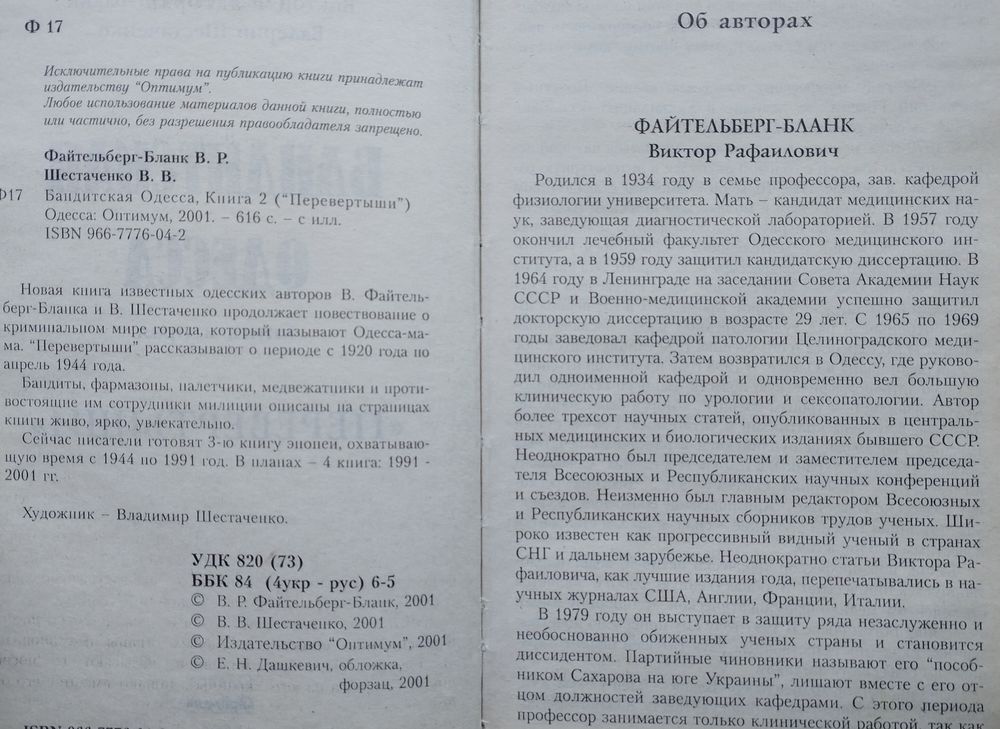 Ф 17
Исключительные права на публикацию книги принадлежат
издательству "Оптимум".
Любое использование материалов данной книги, полностью
или частично, без разрешения правообладателя запрещено.
Файтельберг-Бланк В. Р.
Шестаченко В. В.
Ф17 Бандитская Одесса, Книга 2 ("Перевертыши")
Одесса: Оптимум, 2001. – 616 с. – с илл.
ISBN 966-7776-04-2
Новая книга известных одесских авторов В. Файтель-
берг-Бланка и В. Шестаченко продолжает повествование о
криминальном мире города, который называют Одесса-ма-
ма. "Перевертыши" рассказывают о периоде с 1920 года по
апрель 1944 года.
Бандиты, фармазоны, налетчики, медвежатники и проти-
востоящие им сотрудники милиции описаны на страницах
книги живо, ярко, увлекательно.
Сейчас писатели готовят 3-ю книгу эпопеи, охватываю-
щую время с 1944 по 1991 год. В планах – 4 книга: 1991 -
2001 гг.
Художник – Владимир Шестаченко.
УДК 820 (73)
ББК 84 (4укр - рус) 6-5
© В. Р. Файтельберг-Бланк, 2001
© В. В. Шестаченко, 2001
© Издательство "Оптимум", 2001
© Е. Н. Дашкевич, обложка,
форзац, 2001
Об авторах
ФАЙТЕЛЬБЕРГ-БЛАНК
Виктор Рафаилович
Родился в 1934 году в семье профессора, зав. кафедрой
физиологии университета. Мать – кандидат медицинских на-
ук, заведующая диагностической лабораторией. В 1957 году
окончил лечебный факультет Одесского медицинского ин-
ститута, а в 1959 году защитил кандидатскую диссертацию. В
1964 году в Ленинграде на заседании Совета Академии Наук
СССР и Военно-медицинской академии успешно защитил
докторскую диссертацию в возрасте 29 лет. С 1965 по 1969
годы заведовал кафедрой патологии Целиноградского меди-
цинского института. Затем возвратился в Одессу, где руково-
дил одноименной кафедрой и одновременно вел большую
клиническую работу по урологии и сексопатологии. Автор
более трехсот научных статей, опубликованных в централь-
ных медицинских и биологических изданиях бывшего СССР.
Неоднократно был председателем и заместителем председа-
теля Всесоюзных и Республиканских научных конференций
и съездов. Неизменно был главным редактором Всесоюзных
и Республиканских научных сборников трудов ученых. Ши-
роко известен как прогрессивный видный ученый в странах
СНГ и дальнем зарубежье. Неоднократно статьи Виктора Ра-
фаиловича, как лучшие издания года, перепечатывались в на-
учных журналах США, Англии, Франции, Италии.
В 1979 году он выступает в защиту ряда незаслуженно и
необоснованно обиженных ученых страны и становится
диссидентом. Партийные чиновники называют его "пособ-
ником Сахарова на юге Украины", лишают вместе с его от-
цом должностей заведующих кафедрами. С этого периода
профессор занимается только клинической работой, так как